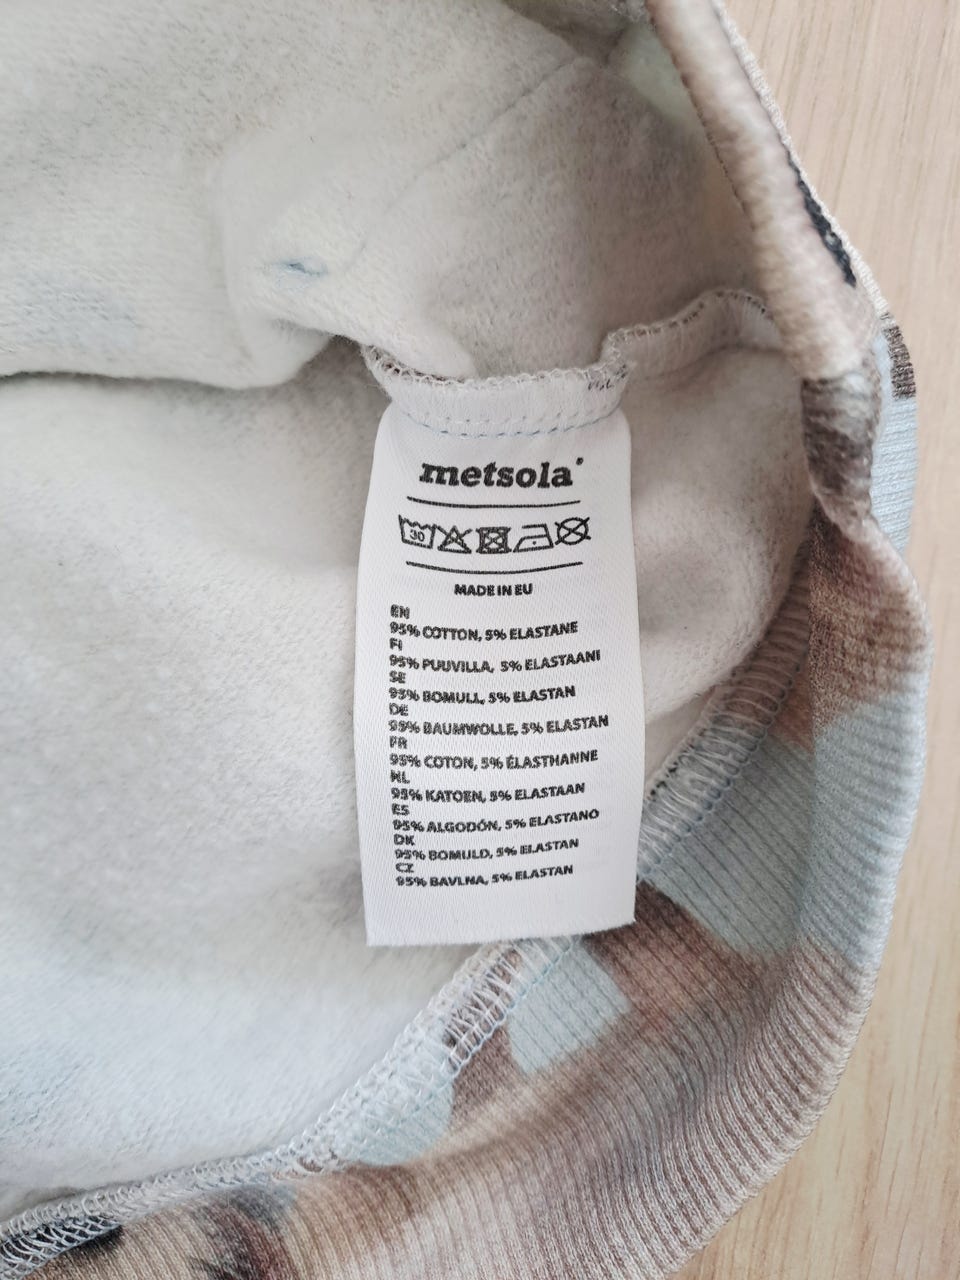 metsola
30
MADE IN EU
EN
95% COTTON, 5% ELASTANE
FI
95% PUUVILLA, 5% ELASTAANI
SE
95% BOMULL, 5% ELASTAN
DE
95% BAUMWOLLE, 5% ELASTAN
FR
95% COTON, 5% ÉLASTHANNE
NL
95% KATOEN, 5% ELASTAAN
ES
95% ALGODÓN, 5% ELASTANO
DK
95% BOMULD, 5% ELASTAN
CZ
95% BAVLNA, 5% ELASTAN